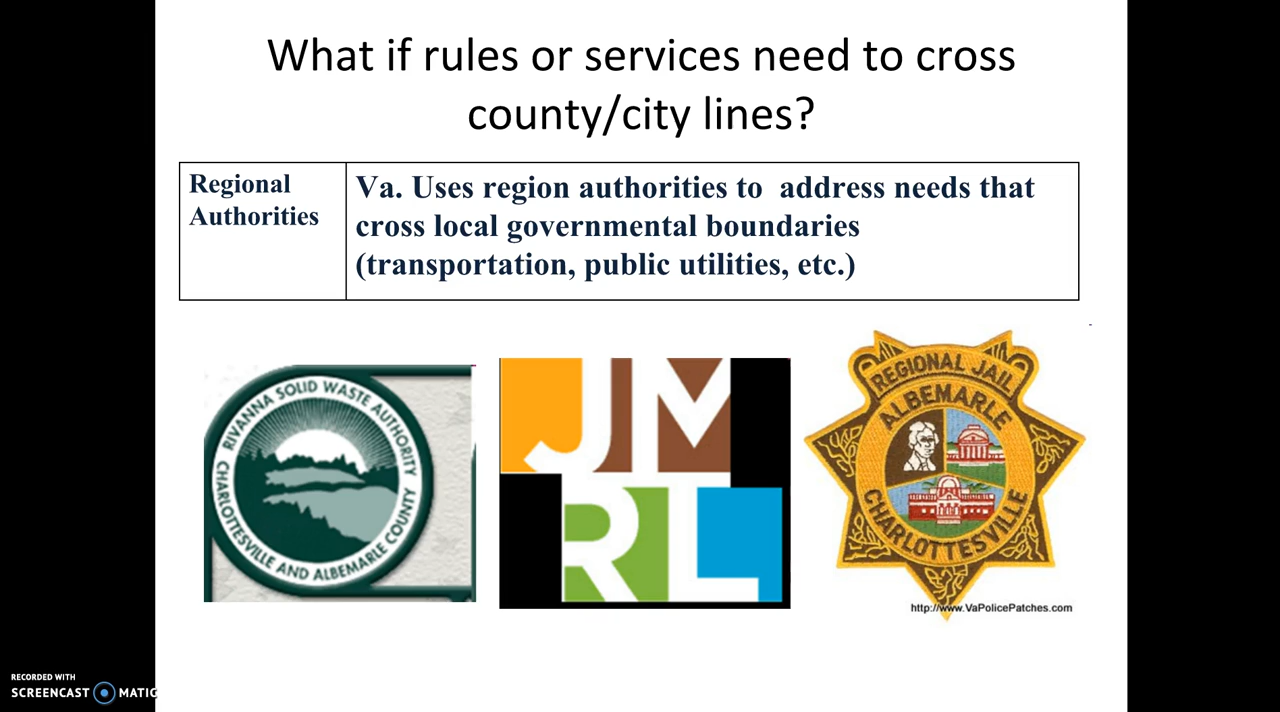 What if rules or services need to cross
county/city lines?
Regional
Authorities
Va. Uses region authorities to  address needs that
cross local governmental boundaries
(transportation, public utilities, etc.)
RIVANNA SOLID WASTE AUTHORITY
CHARLOTTESVILLE AND ALBEMARLE COUNTY
JM
RL
REGIONAL JAIL
ALBEMARLE
CHARLOTTESVILLE
http://www.VaPolicePatches.com
RECORDED WITH
SCREENCAST MATIC